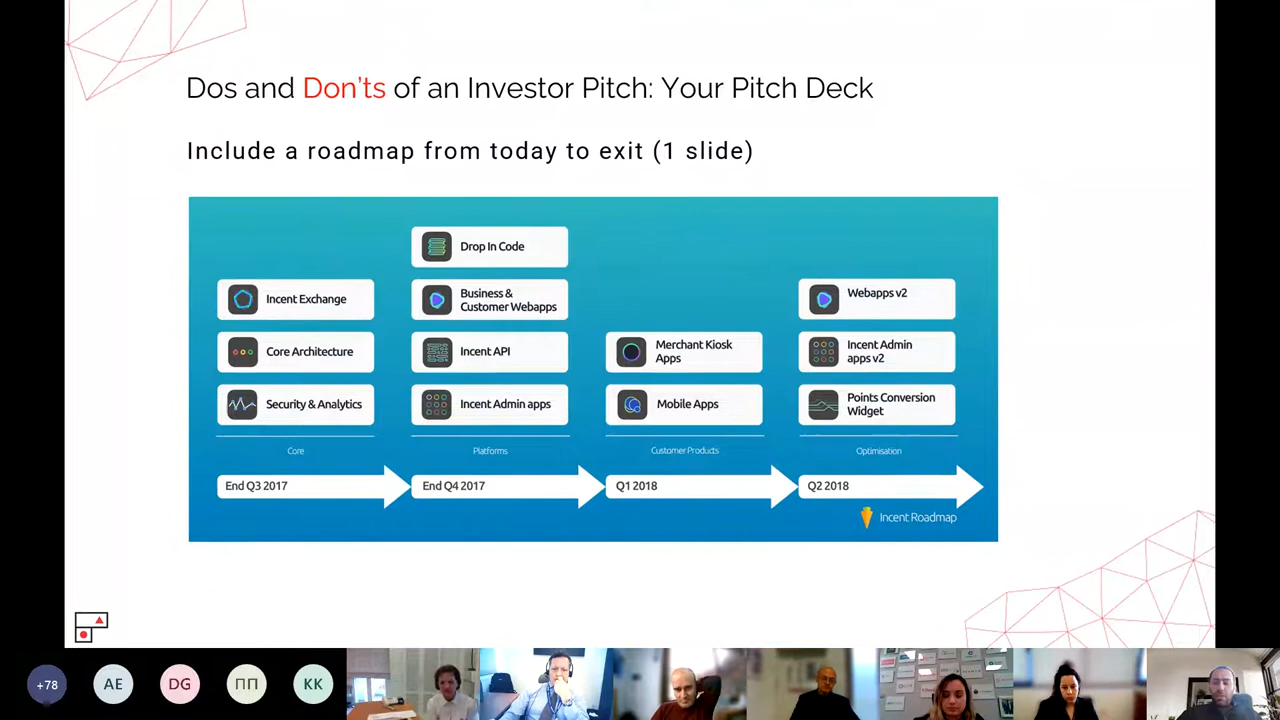 Dos and Don'ts of an Investor Pitch: Your Pitch Deck
Include a roadmap from today to exit (1 slide)
Incent Exchange
Core Architecture
Security & Analytics
Core
End Q3 2017
Drop In Code
Business &
Customer Webapps
Incent API
Incent Admin apps
Platforms
End Q4 2017
Merchant Kiosk
Apps
Mobile Apps
Customer Products
Q1 2018
Webapps v2
Incent Admin
apps v2
Points Conversion
Widget
Optimisation
Q2 2018
Incent Roadmap
+78
AE
DG
ПП
KK